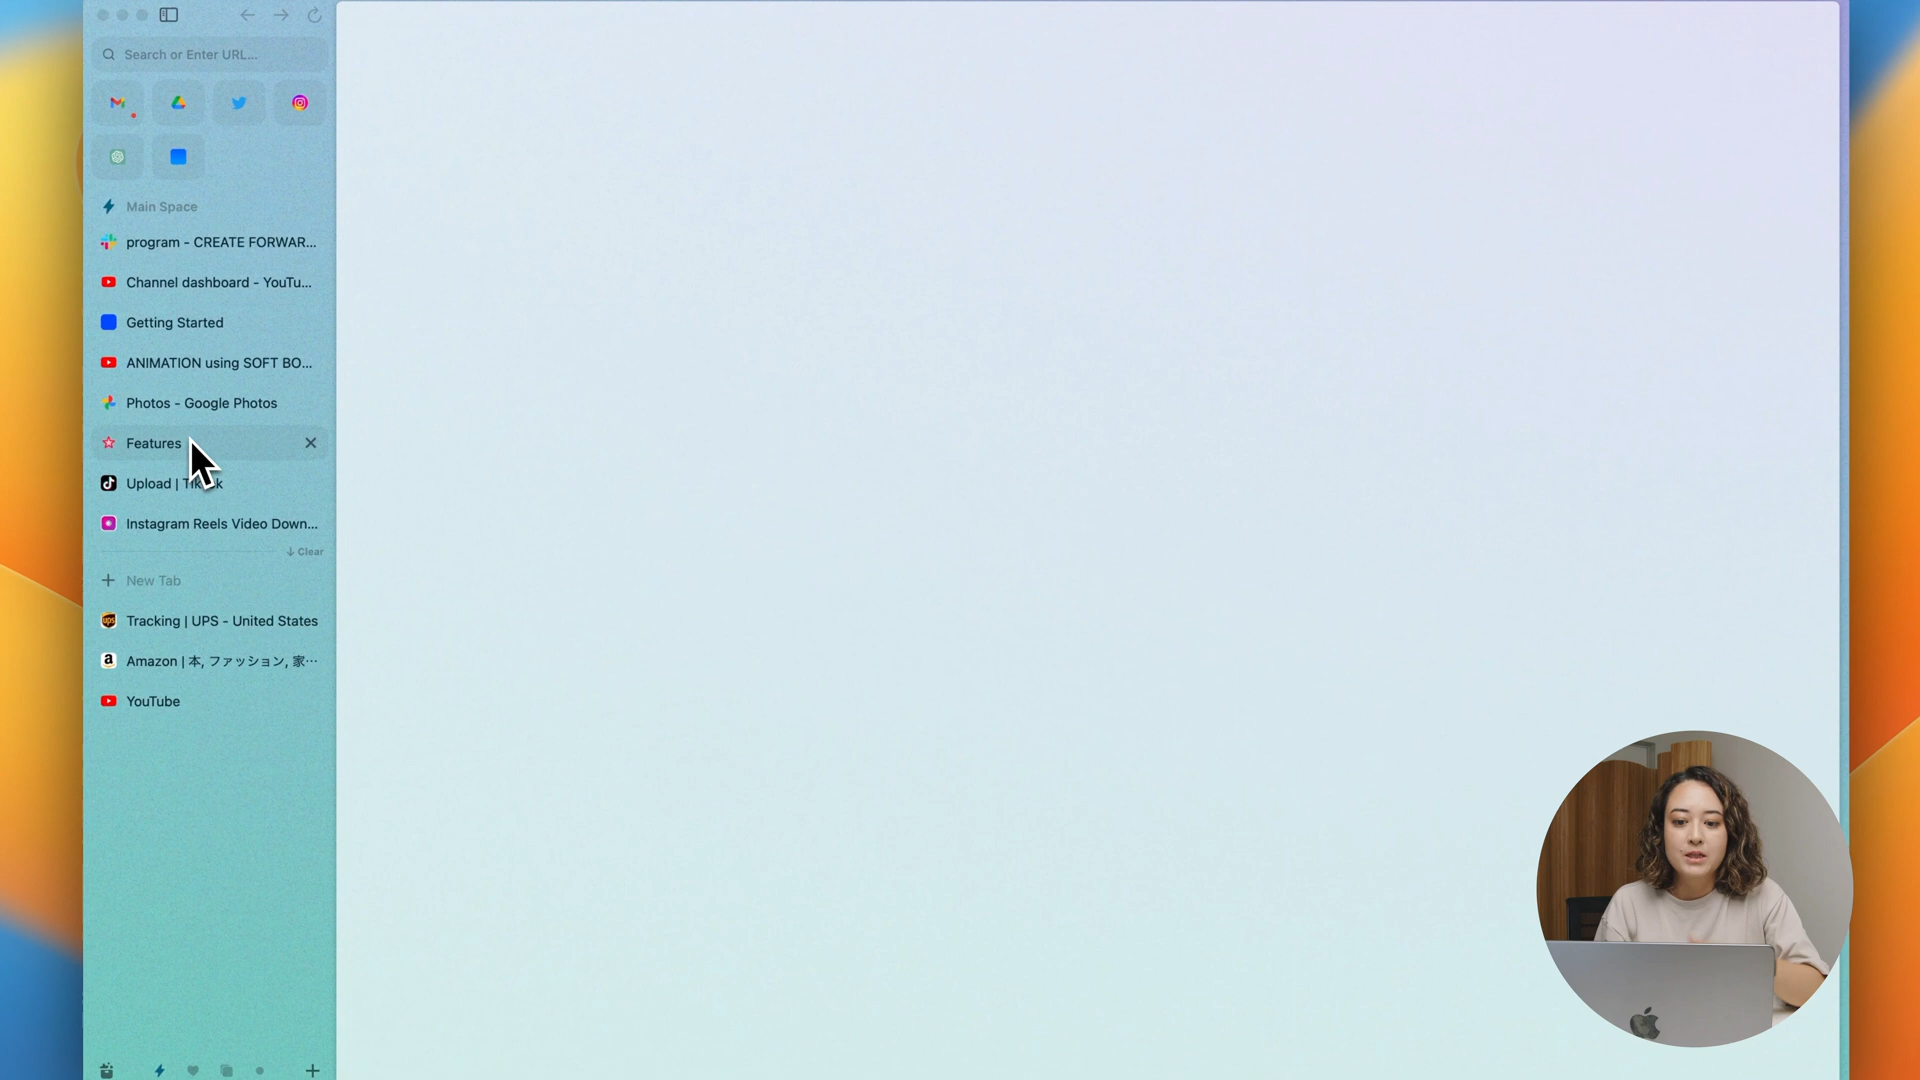 Search or Enter URL...
Main Space
program - CREATE FORWAR...
Channel dashboard - YouTu...
Getting Started
ANIMATION using SOFT BO...
Photos - Google Photos
Features
Upload |
Instagram Reels Video Down...
Clear
New Tab
Tracking | UPS - United States
Amazon | 本, ファッション, 家…
YouTube